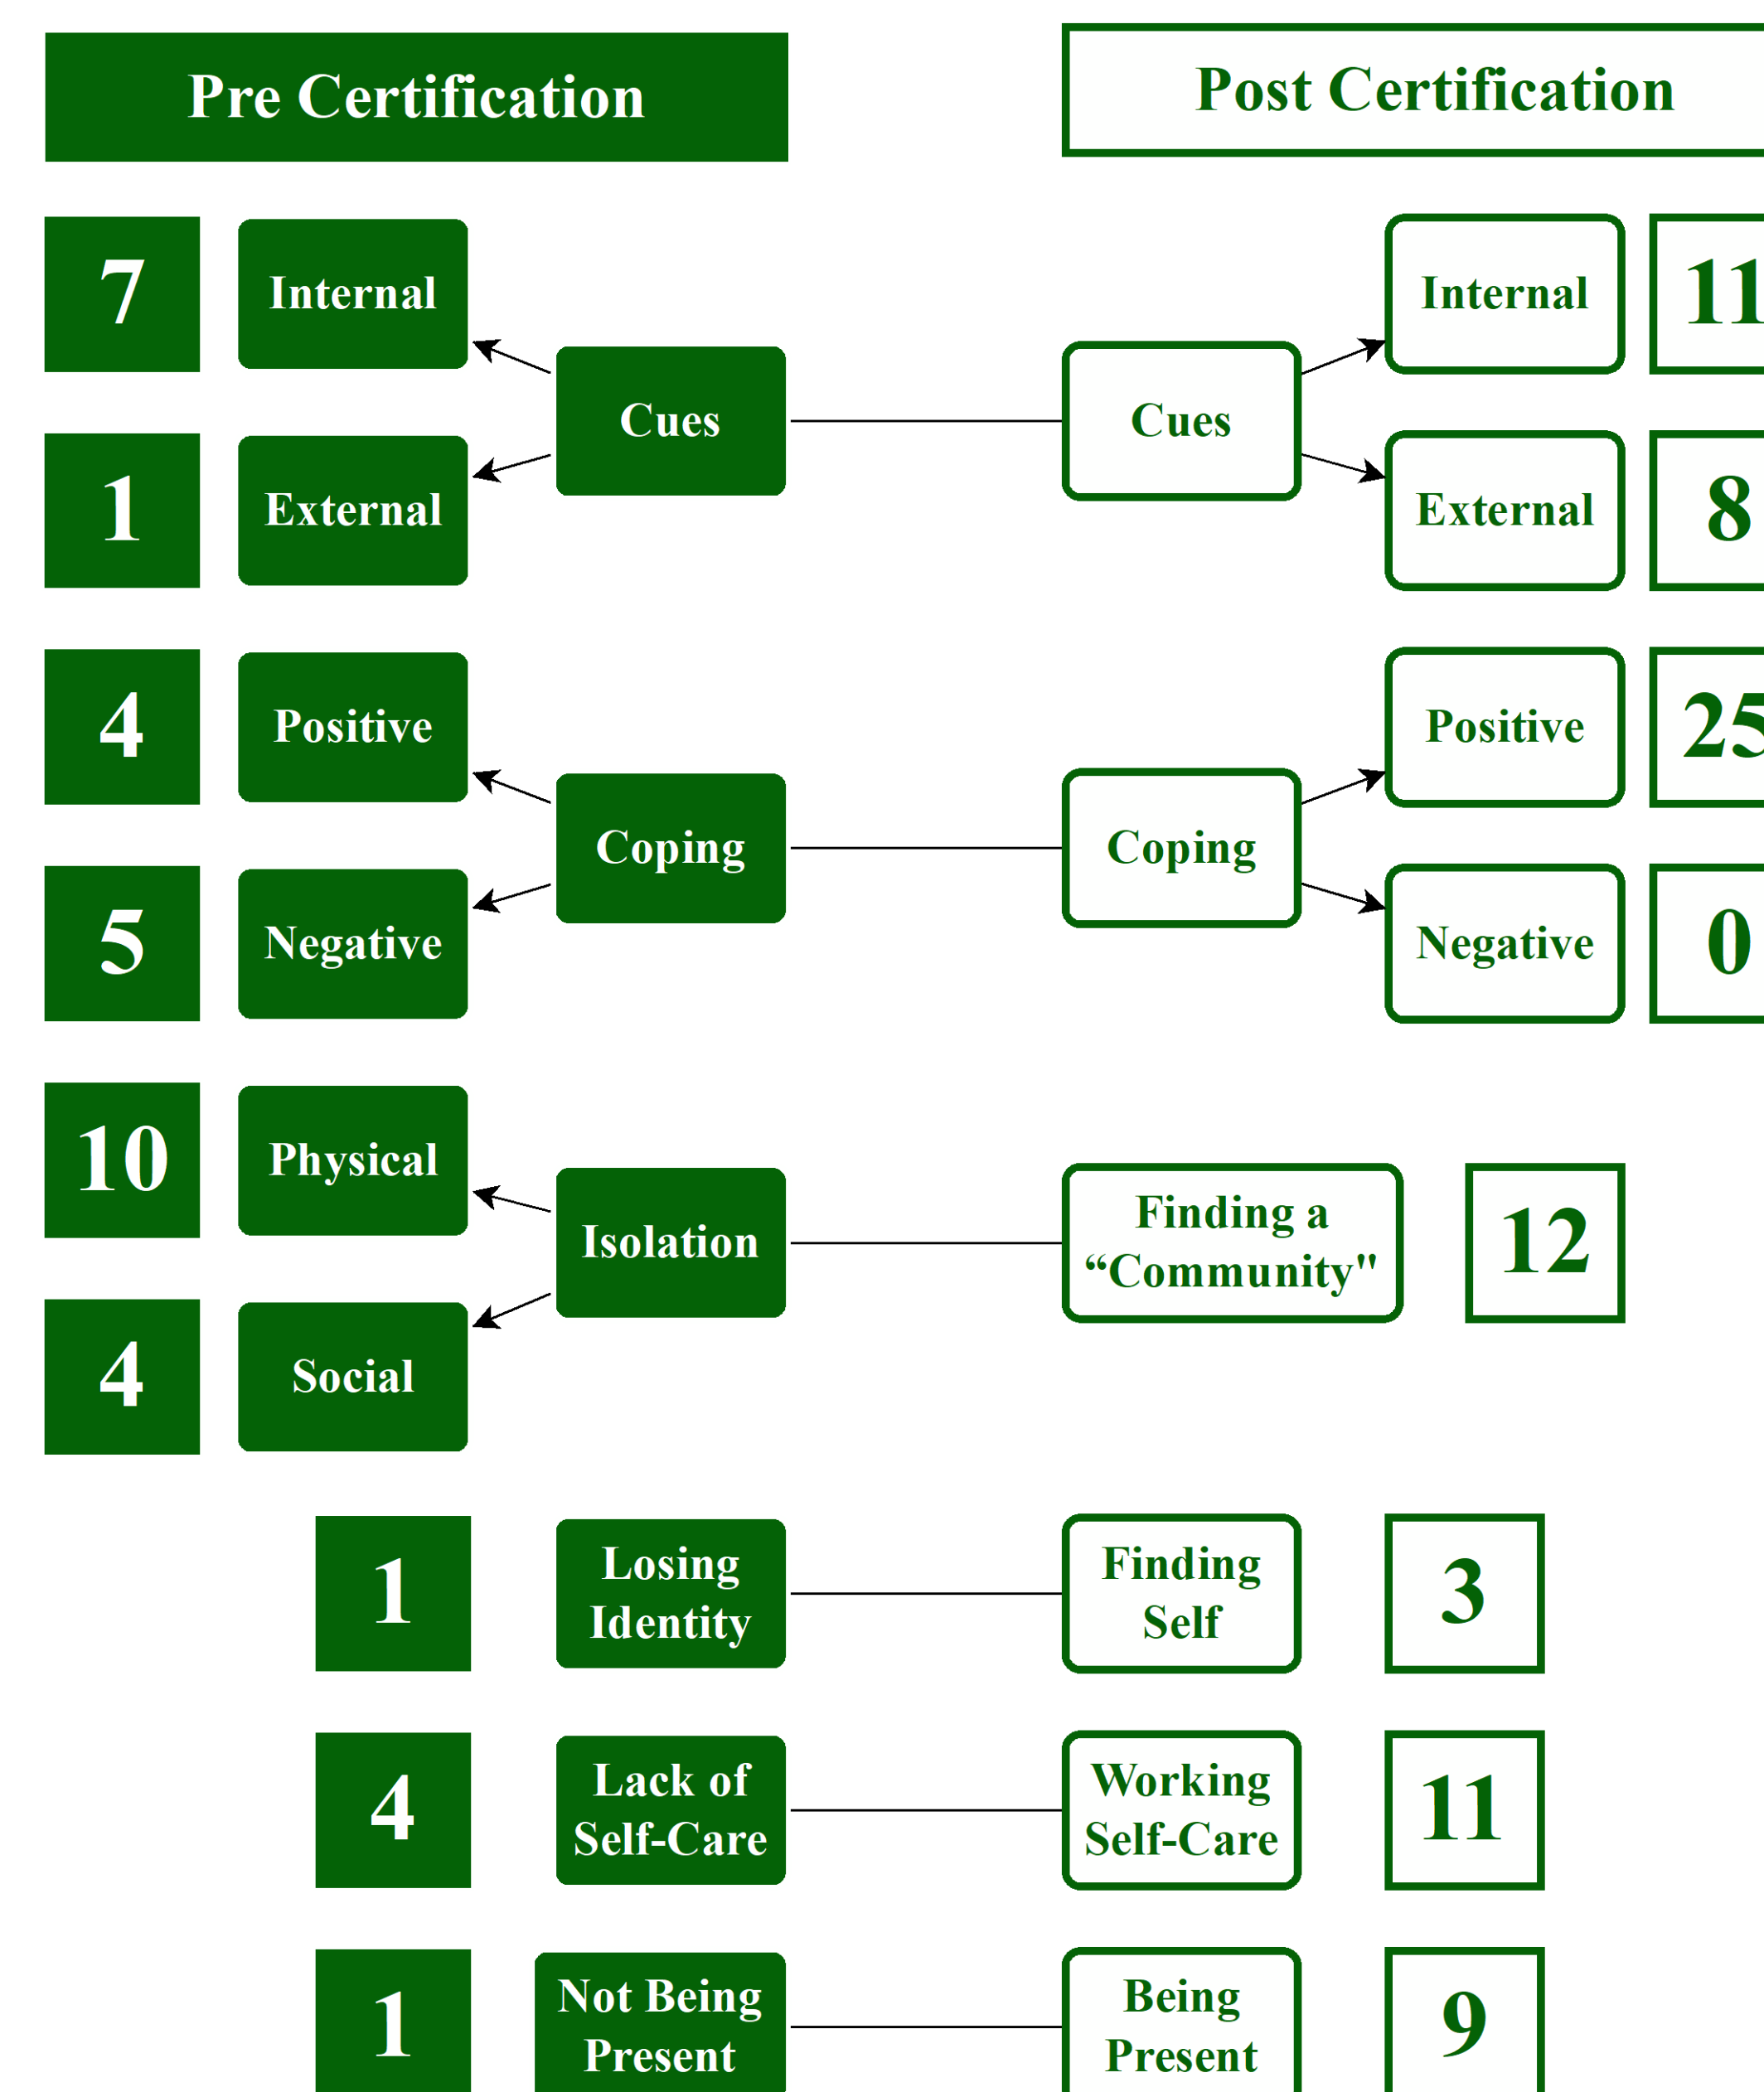 Pre Certification
Post Certification
7
Internal
Internal
11
Cues
Cues
1
External
External
8
4
Positive
Positive
25
Coping
Coping
5
Negative
Negative
0
10
Physical
Isolation
Finding a
“Community"
12
4
Social
1
Losing
Identity
Finding
Self
3
4
Lack of
Self-Care
Working
Self-Care
11
1
Not Being
Present
Being
Present
9